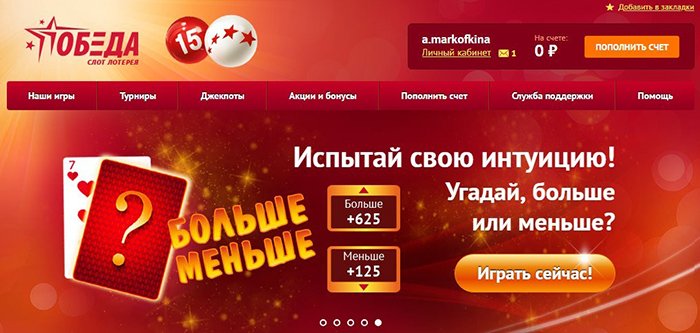 Добавить в закладки
ПОБЕДА
СЛОТ ЛОТЕРЕЯ
15
a.markofkina
Личный кабинет 1
На счете:
0 ₽
ПОПОЛНИТЬ СЧЕТ
Наши игры Турниры Джекпоты Акции и бонусы Пополнить счет Служба поддержки Помощь
Испытай свою интуицию!
Угадай, больше
или меньше?
7
?
БОЛЬШЕ
МЕНЬШЕ
Больше
+625
Меньше
+125
Играть сейчас!